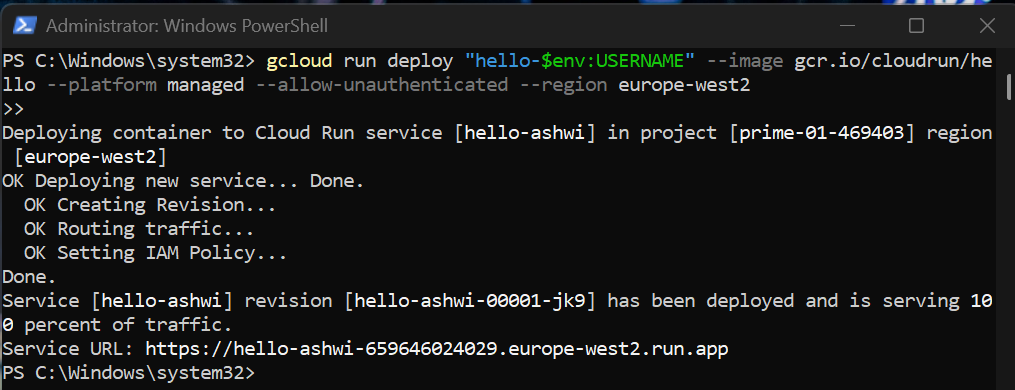 Administrator: Windows PowerShell
PS C:\Windows\system32> gcloud run deploy "hello-$env:USERNAME" --image gcr.io/cloudrun/he
llo --platform managed --allow-unauthenticated --region europe-west2
>>
Deploying container to Cloud Run service [hello-ashwi] in project [prime-01-469403] region
 [europe-west2]
OK Deploying new service... Done.
  OK Creating Revision...
  OK Routing traffic...
  OK Setting IAM Policy...
Done.
Service [hello-ashwi] revision [hello-ashwi-00001-jk9] has been deployed and is serving 10
0 percent of traffic.
Service URL: https://hello-ashwi-659646024029.europe-west2.run.app
PS C:\Windows\system32>